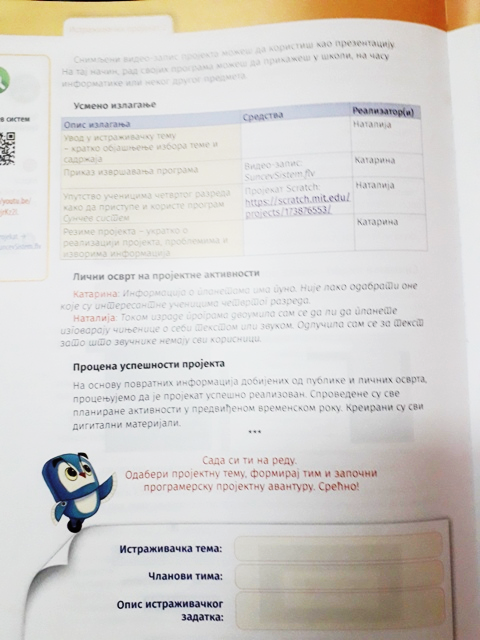 Снимљени видео-запис пројекта можеш да користиш као презентацију.
На тај начин, рад својих програма можеш да прикажеш у школи, на часу
информатике или неког другог предмета.
Усмено излагање
Опис излагања
Средства
Реализатор(и)
Увод у истраживачку тему
– кратко објашњење избора теме и
садржаја
Наталија
Приказ извршавања програма
Видео-запис:
SuncevSistem.flv
Катарина
Упутство ученицима четвртог разреда
како да приступе и користе програм
Сунчев систем
Пројекат Scratch:
https://scratch.mit.edu/
projects/173876553/
Наталија
Резиме пројекта – укратко о
реализацији пројекта, проблемима и
изворима информација
Катарина
в систем
Лични осврт на пројектне активности
Катарина: Информација о планетама има пуно. Није лако одабрати оне
које су интересантне ученицима четвртог разреда.
Наталија: Током израде програма двоумила сам се да ли да планете
изговарају чињенице о себи текстом или звуком. Одлучила сам се за текст
зато што звучнике немају сви корисници.
Процена успешности пројекта
На основу повратних информација добијених од публике и личних осврта,
процењујемо да је пројекат успешно реализован. Спроведене су све
планиране активности у предвиђеном временском року. Креирани су сви
дигитални материјали.
***
Сада си ти на реду.
Одабери пројектну тему, формирај тим и започни
програмерску пројектну авантуру. Срећно!
Истраживачка тема:
Чланови тима:
Опис истраживачког
задатка: